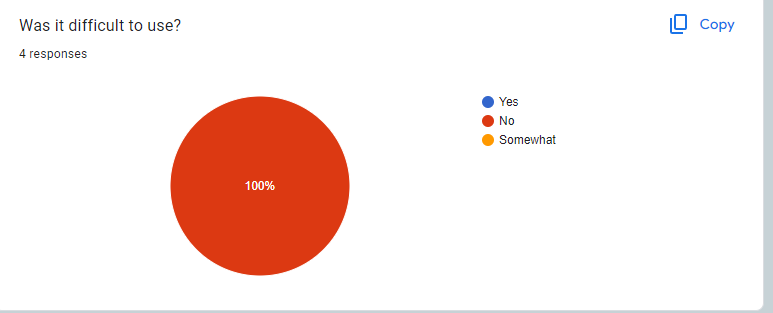 Was it difficult to use?
Copy
4 responses
Yes
No
Somewhat
100%